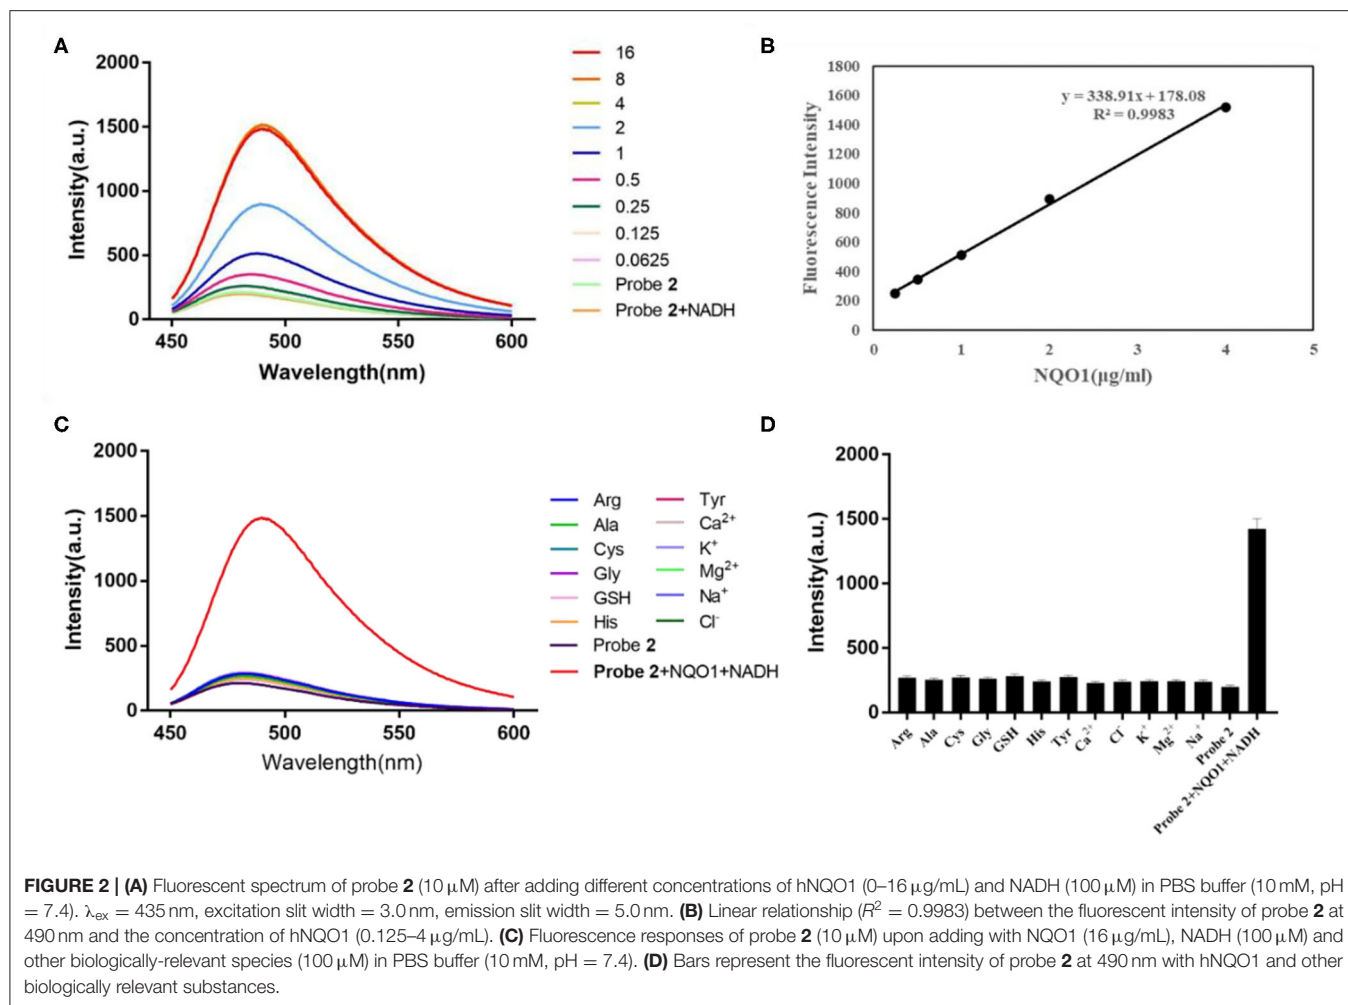 (A)
2000
1500
1000
500
0
450
500
550
600
Intensity(a.u.)
Wavelength(nm)
16
8
4
2
1
0.5
0.25
0.125
0.0625
Probe 2
Probe 2+NADH
(B)
1800
1600
1400
1200
1000
800
600
400
200
0
0
1
2
3
4
5
Fluorescence Intensity
NQO1(μg/ml)
y = 338.91x + 178.08
R² = 0.9983
(C)
2000
1500
1000
500
0
450
500
550
600
Intensity(a.u.)
Wavelength(nm)
Arg
Ala
Cys
Gly
GSH
His
Probe 2
Probe 2+NQO1+NADH
Tyr
Ca²⁺
K⁺
Mg²⁺
Na⁺
Cl⁻
(D)
2000
1500
1000
500
0
Intensity(a.u.)
Arg
Ala
Cys
Gly
GSH
His
Tyr
Ca²⁺
Cl⁻
K⁺
Mg²⁺
Na⁺
Probe 2
Probe 2+NQO1+NADH
FIGURE 2 | (A) Fluorescent spectrum of probe 2 (10 μM) after adding different concentrations of hNQO1 (0–16 μg/mL) and NADH (100 μM) in PBS buffer (10 mM, pH
= 7.4). λex = 435 nm, excitation slit width = 3.0 nm, emission slit width = 5.0 nm. (B) Linear relationship (R² = 0.9983) between the fluorescent intensity of probe 2 at
490 nm and the concentration of hNQO1 (0.125–4 μg/mL). (C) Fluorescence responses of probe 2 (10 μM) upon adding with NQO1 (16 μg/mL), NADH (100 μM) and
other biologically-relevant species (100 μM) in PBS buffer (10 mM, pH = 7.4). (D) Bars represent the fluorescent intensity of probe 2 at 490 nm with hNQO1 and other
biologically relevant substances.